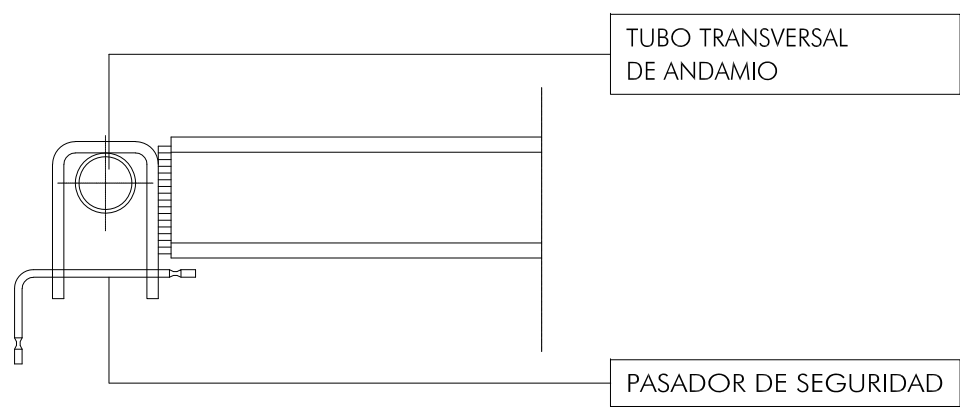 TUBO TRANSVERSAL
DE ANDAMIO
PASADOR DE SEGURIDAD